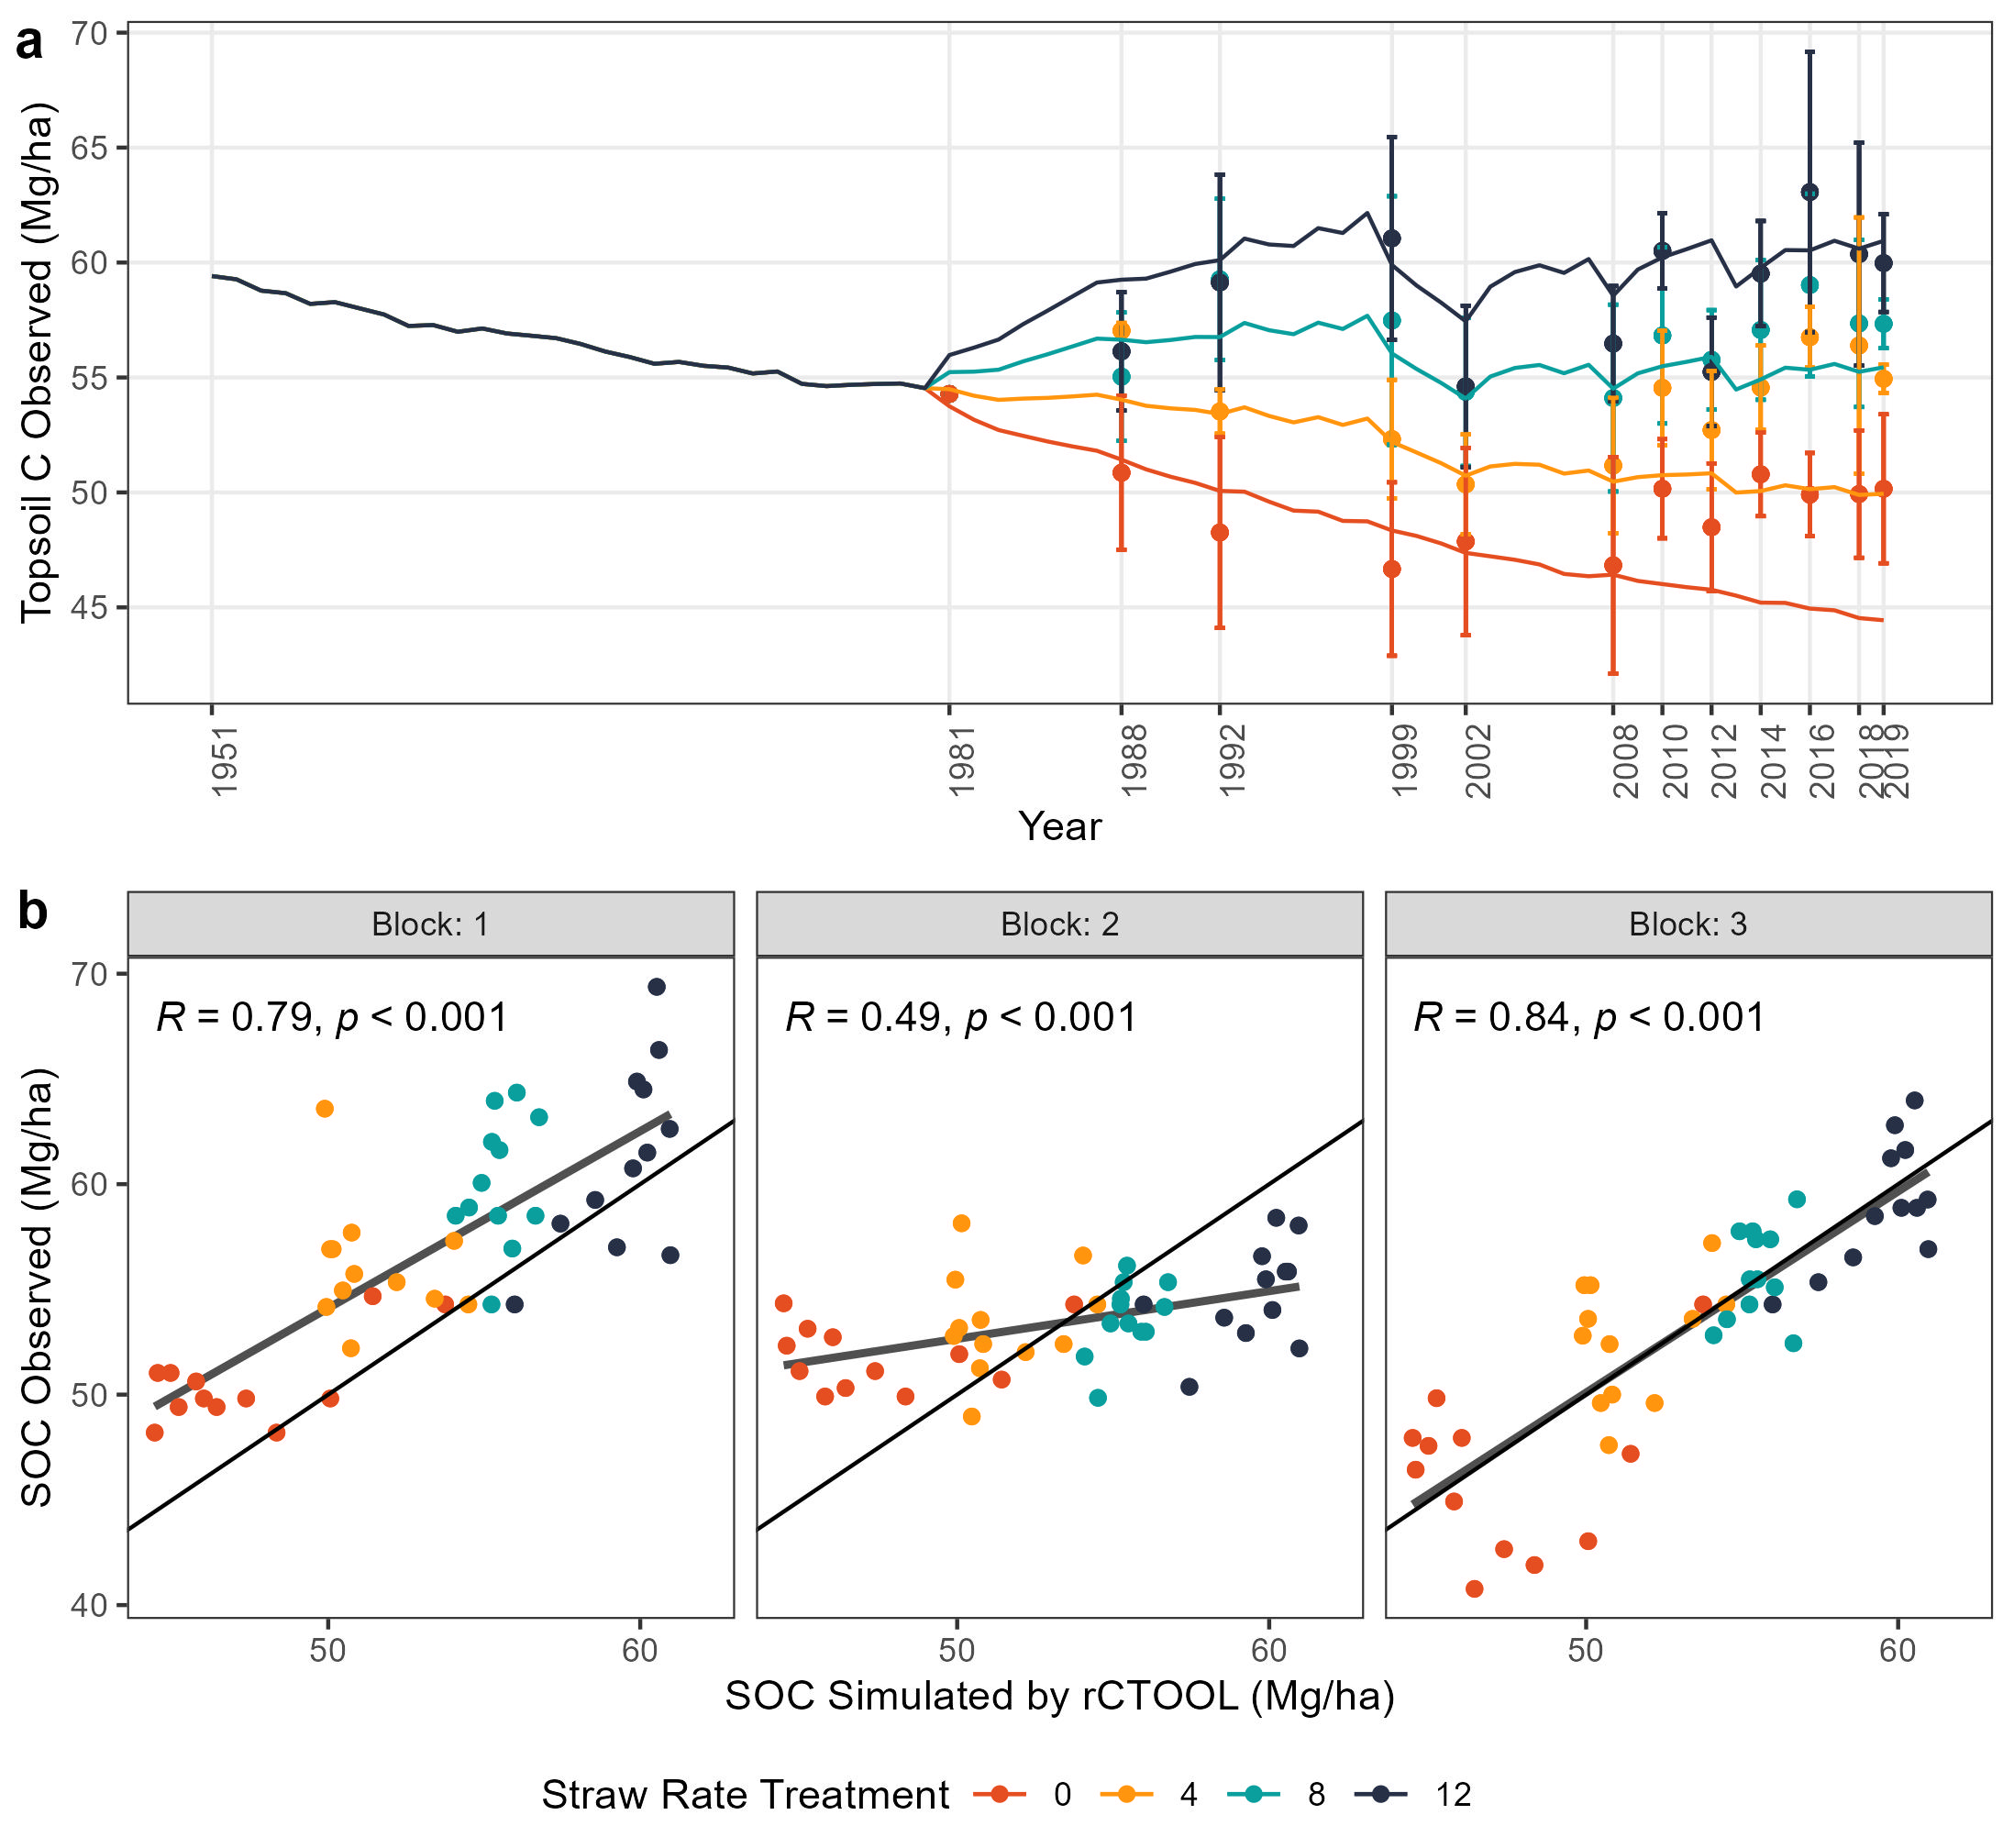 a
70
65
60
55
50
45
Topsoil C Observed (Mg/ha)
1951
1981
1988
1992
1999
2002
2008
2010
2012
2014
2016
2018
2019
Year
b
Block: 1
Block: 2
Block: 3
R = 0.79, p < 0.001
R = 0.49, p < 0.001
R = 0.84, p < 0.001
70
60
50
40
SOC Observed (Mg/ha)
50
60
50
60
50
60
SOC Simulated by rCTOOL (Mg/ha)
Straw Rate Treatment 0 4 8 12